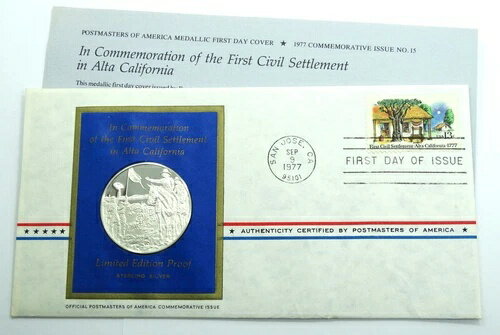 POSTMASTERS OF AMERICA MEDALLIC FIRST DAY COVER ★ 1977 COMMEMORATIVE ISSUE NO. 15
In Commemoration of the First Civil Settlement
in Alta California
This medallic first day cover issued by
In Commemoration
of the First Civil Settlement
in Alta California
Limited Edition Proof
STERLING SILVER
OFFICIAL POSTMASTERS OF AMERICA COMMEMORATIVE ISSUE
SAN JOSE, CA
SEP
9
1977
95101
13c
First Civil Settlement Alta California 1777
FIRST DAY OF ISSUE
AUTHENTICITY CERTIFIED BY POSTMASTERS OF AMERICA